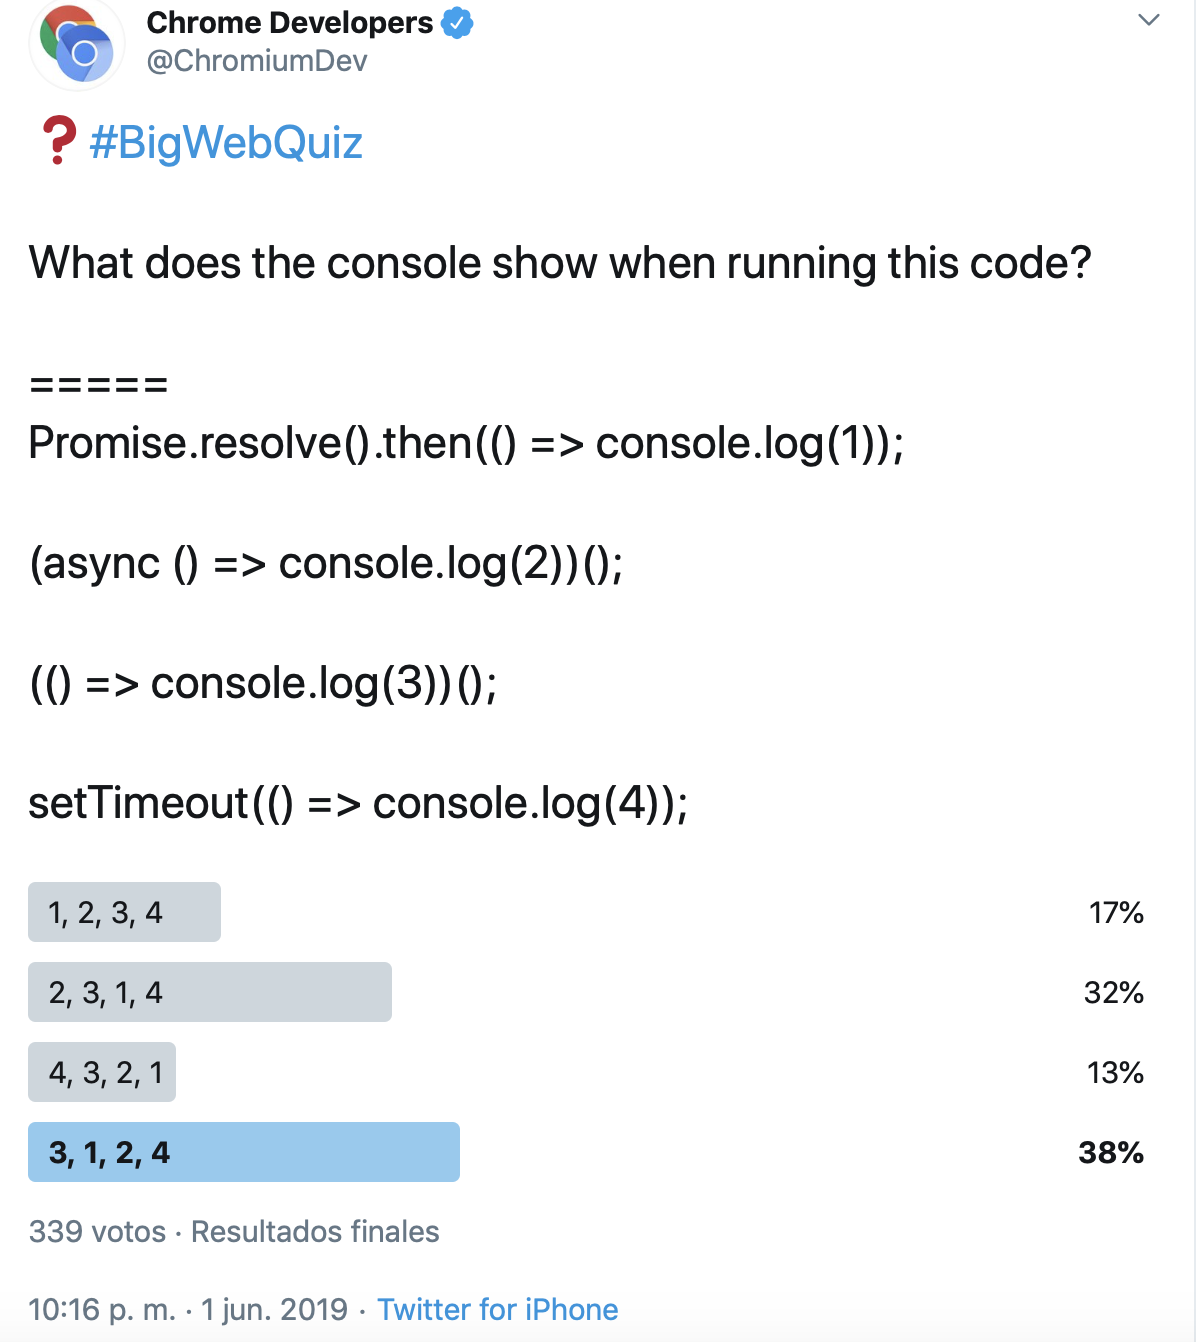 Chrome Developers
@ChromiumDev
❓ #BigWebQuiz
What does the console show when running this code?
=====
Promise.resolve().then(() => console.log(1));
(async () => console.log(2))();
(() => console.log(3))();
setTimeout(() => console.log(4));
1, 2, 3, 4 17%
2, 3, 1, 4 32%
4, 3, 2, 1 13%
3, 1, 2, 4 38%
339 votos · Resultados finales
10:16 p. m. · 1 jun. 2019 · Twitter for iPhone